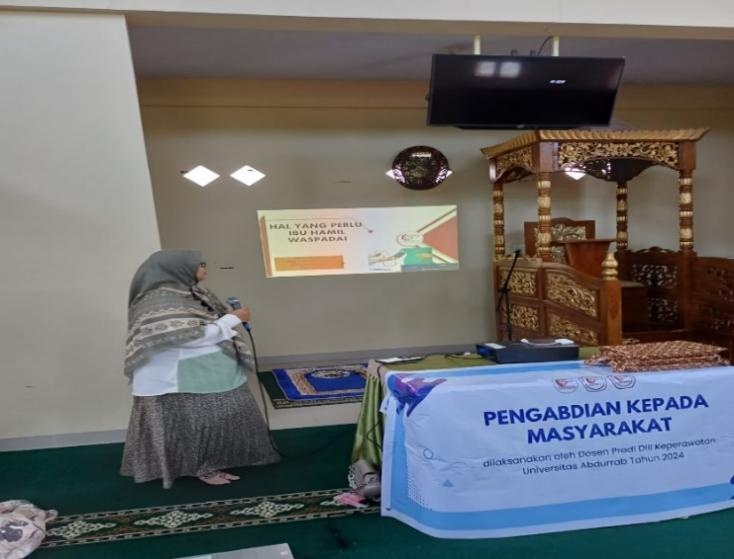 HAL YANG PERLU
IBU HAMIL
WASPADAI
PENGABDIAN KEPADA
MASYARAKAT
dilaksanakan oleh Dosen Prodi DIII Keperawatan
Universitas Abdurrab Tahun 2024